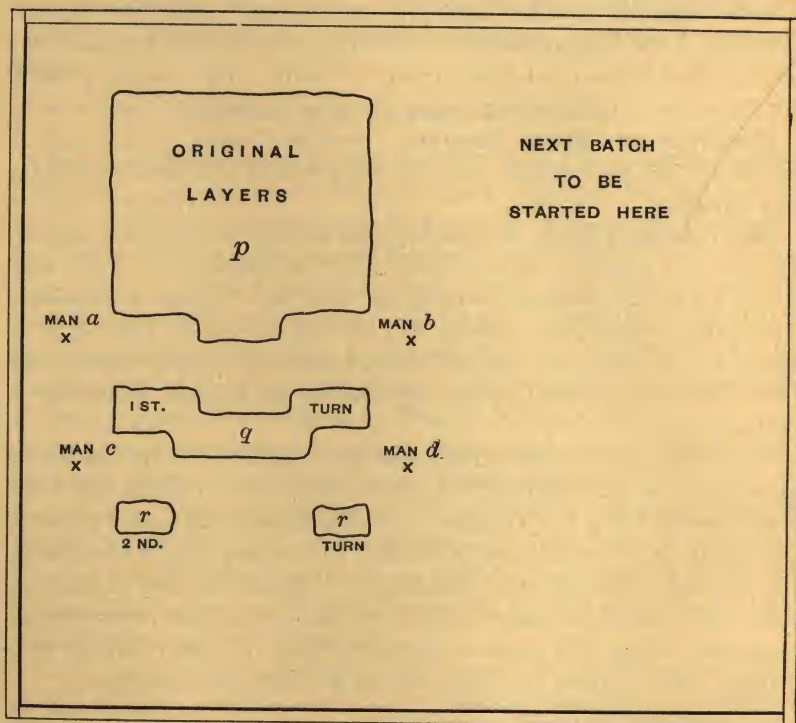 ORIGINAL
LAYERS
p
NEXT BATCH
TO BE
STARTED HERE
MAN a
X
MAN b
X
1 ST. TURN
q
MAN c
X
MAN d
X
r r
2 ND. TURN